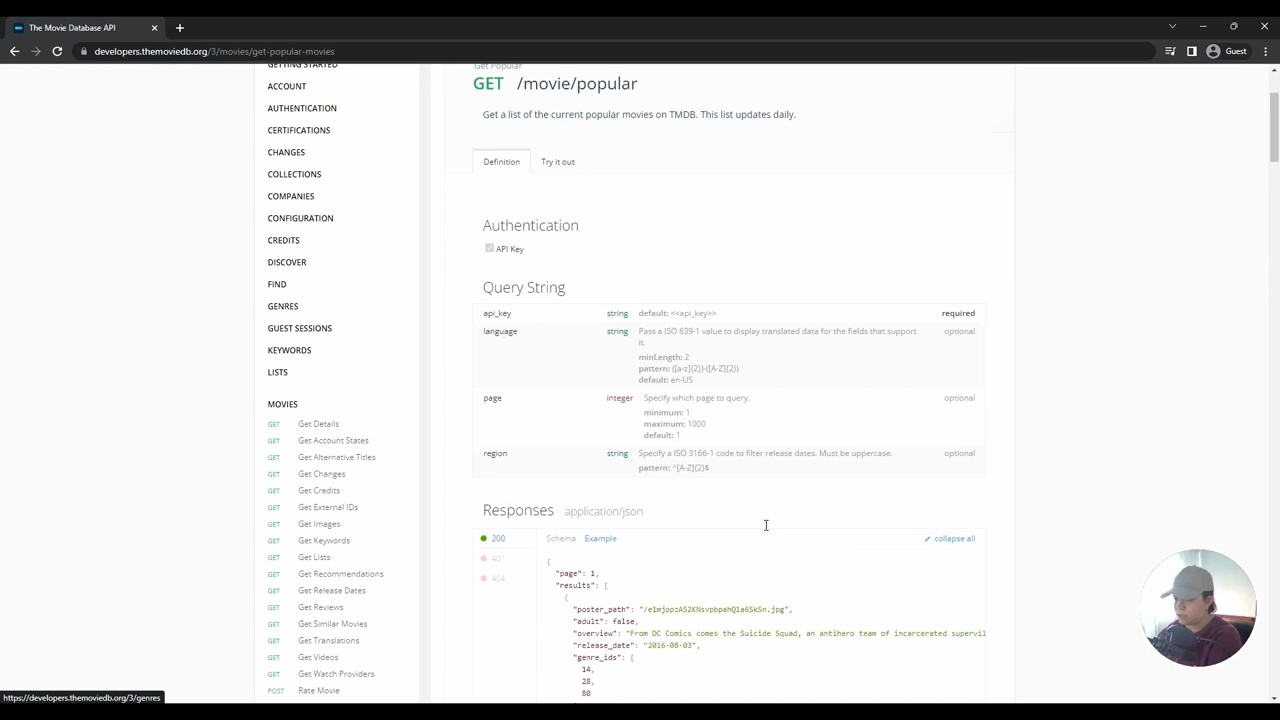 The Movie Database API
developers.themoviedb.org/3/movies/get-popular-movies
Guest
GETTING STARTED
ACCOUNT
AUTHENTICATION
CERTIFICATIONS
CHANGES
COLLECTIONS
COMPANIES
CONFIGURATION
CREDITS
DISCOVER
FIND
GENRES
GUEST SESSIONS
KEYWORDS
LISTS
MOVIES
GET Get Details
GET Get Account States
GET Get Alternative Titles
GET Get Changes
GET Get Credits
GET Get External IDs
GET Get Images
GET Get Keywords
GET Get Lists
GET Get Recommendations
GET Get Release Dates
GET Get Reviews
GET Get Similar Movies
GET Get Translations
GET Get Videos
GET Get Watch Providers
POST Rate Movie
Get Popular
GET /movie/popular
Get a list of the current popular movies on TMDB. This list updates daily.
Definition Try it out
Authentication
API Key
Query String
api_key string default: <<api_key>> required
language string Pass a ISO 639-1 value to display translated data for the fields that support optional
it.
minLength: 2
pattern: ([a-z]{2})-([A-Z]{2})
default: en-US
page integer Specify which page to query. optional
minimum: 1
maximum: 1000
default: 1
region string Specify a ISO 3166-1 code to filter release dates. Must be uppercase. optional
pattern: ^[A-Z]{2}$
Responses application/json
200 Schema Example collapse all
401
404
{
"page": 1,
"results": [
{
"poster_path": "/e1mjopzAS2KNsvpbpahQ1a6SkSn.jpg",
"adult": false,
"overview": "From DC Comics comes the Suicide Squad, an antihero team of incarcerated supervil
"release_date": "2016-08-03",
"genre_ids": [
14,
28,
80
https://developers.themoviedb.org/3/genres